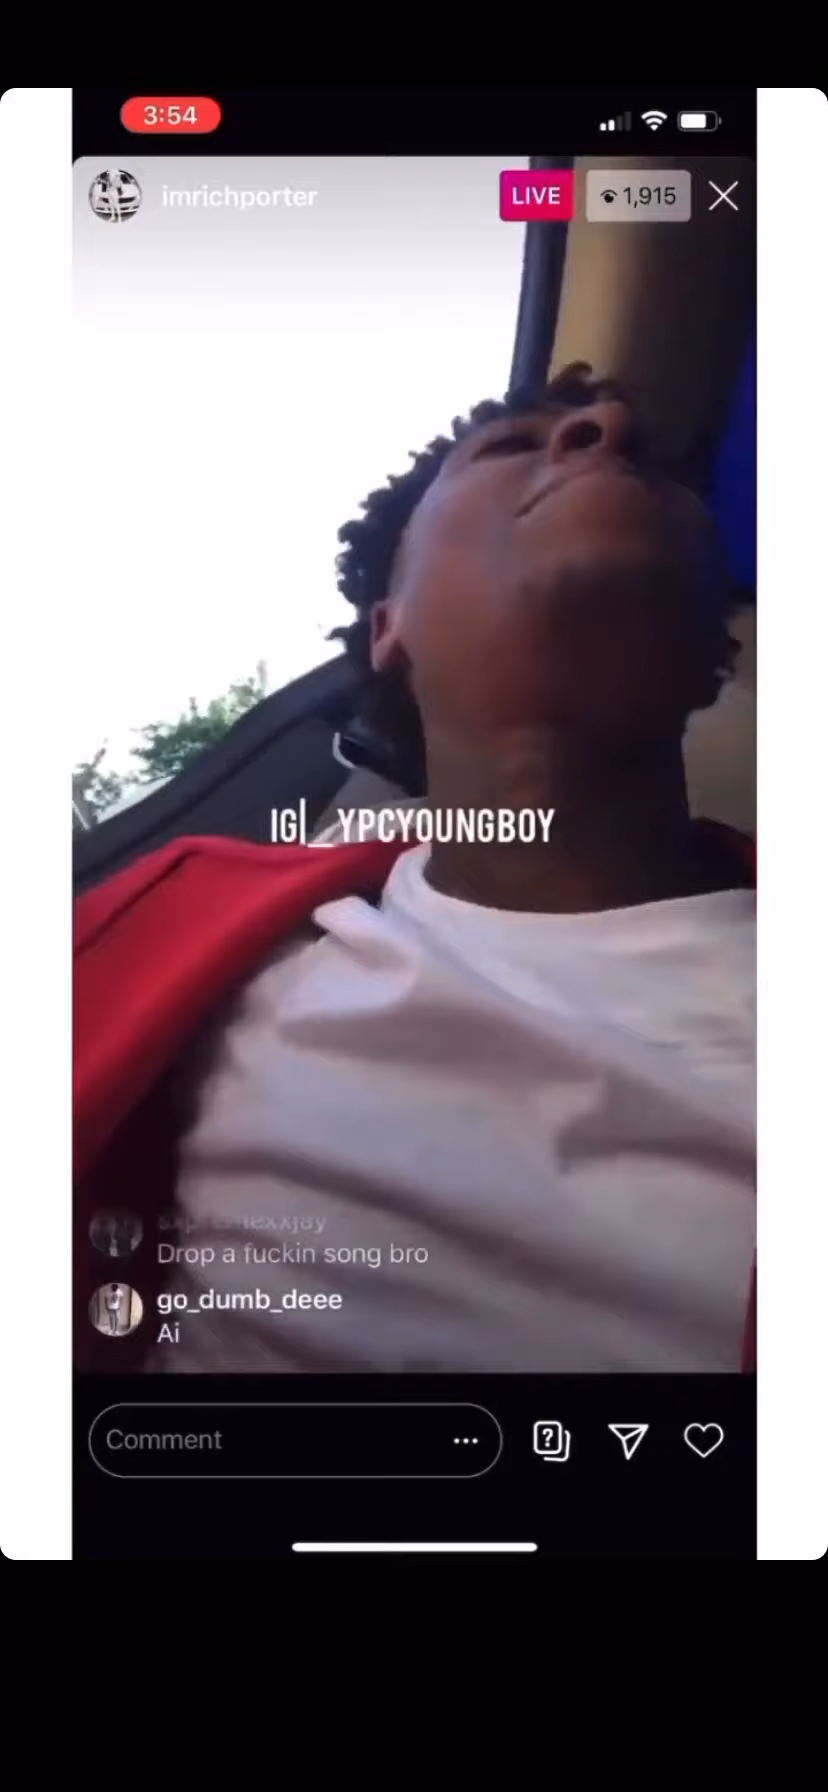 3:54
imrichporter
LIVE
1,915
IG|_YPCYOUNGBOY
Drop a fuckin song bro
go_dumb_deee
Ai
Comment